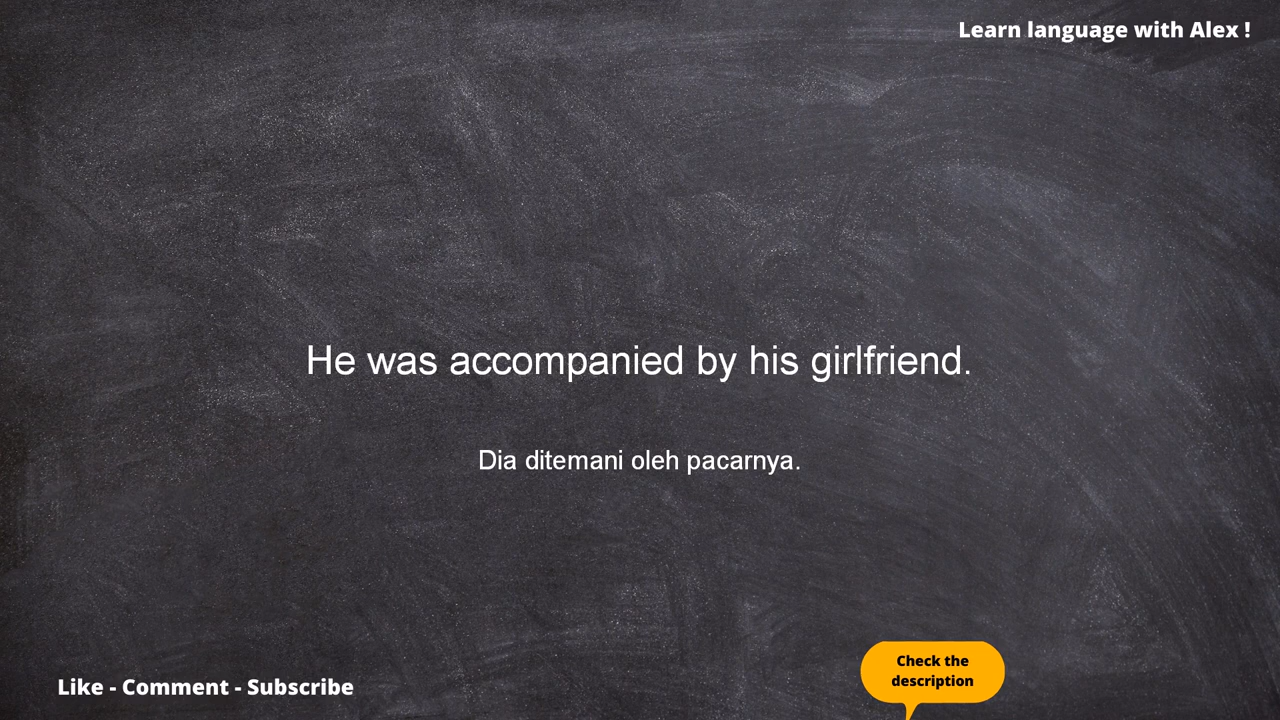 Learn language with Alex !
He was accompanied by his girlfriend.
Dia ditemani oleh pacarnya.
Like - Comment - Subscribe
Check the
description